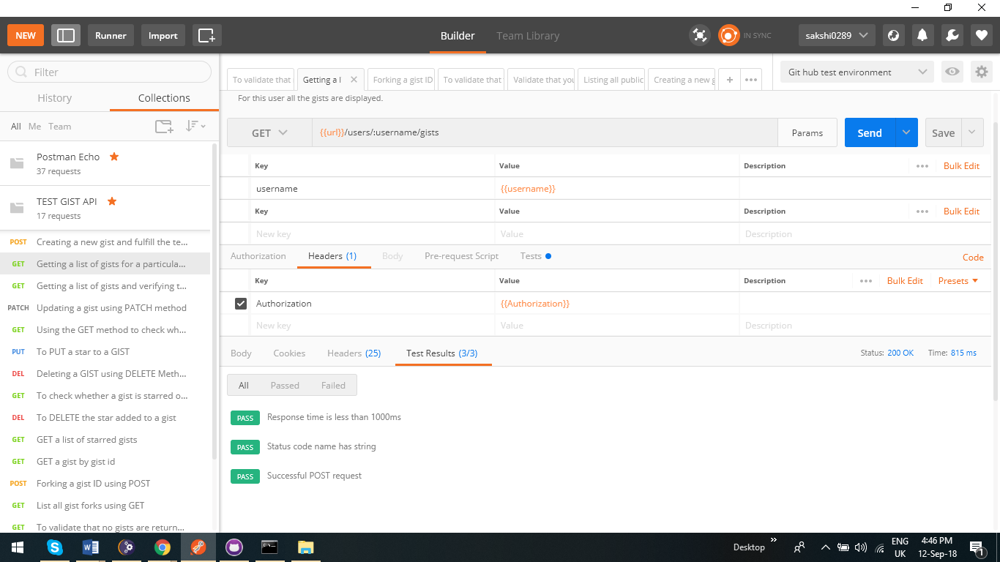 NEW
Runner
Import
Builder
Team Library
IN SYNC
sakshi0289
Filter
History
Collections
All Me Team
Postman Echo
37 requests
TEST GIST API
17 requests
POST Creating a new gist and fulfill the te...
GET Getting a list of gists for a particula...
GET Getting a list of gists and verifying t...
PATCH Updating a gist using PATCH method
GET Using the GET method to check wh...
PUT To PUT a star to a GIST
DEL Deleting a GIST using DELETE Meth...
GET To check whether a gist is starred o...
DEL To DELETE the star added to a gist
GET GET a list of starred gists
GET GET a gist by gist id
POST Forking a gist ID using POST
GET List all gist forks using GET
GET To validate that no gists are return...
To validate that
Getting a l
Forking a gist ID
To validate that
Validate that you
Listing all public
Creating a new g
Git hub test environment
For this user all the gists are displayed.
GET {{url}}/users/:username/gists Params Send Save
Key Value Description Bulk Edit
username {{username}}
Key Value Description Bulk Edit
New key Value Description
Authorization Headers (1) Body Pre-request Script Tests Code
Key Value Description Bulk Edit Presets
Authorization {{Authorization}}
New key Value Description
Body Cookies Headers (25) Test Results (3/3) Status: 200 OK Time: 815 ms
All Passed Failed
PASS Response time is less than 1000ms
PASS Status code name has string
PASS Successful POST request
Desktop
ENG
UK
4:46 PM
12-Sep-18
1